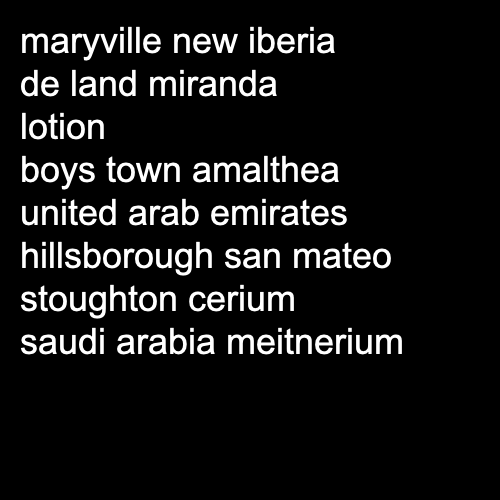 maryville new iberia
de land miranda
lotion
boys town amalthea
united arab emirates
hillsborough san mateo
stoughton cerium
saudi arabia meitnerium